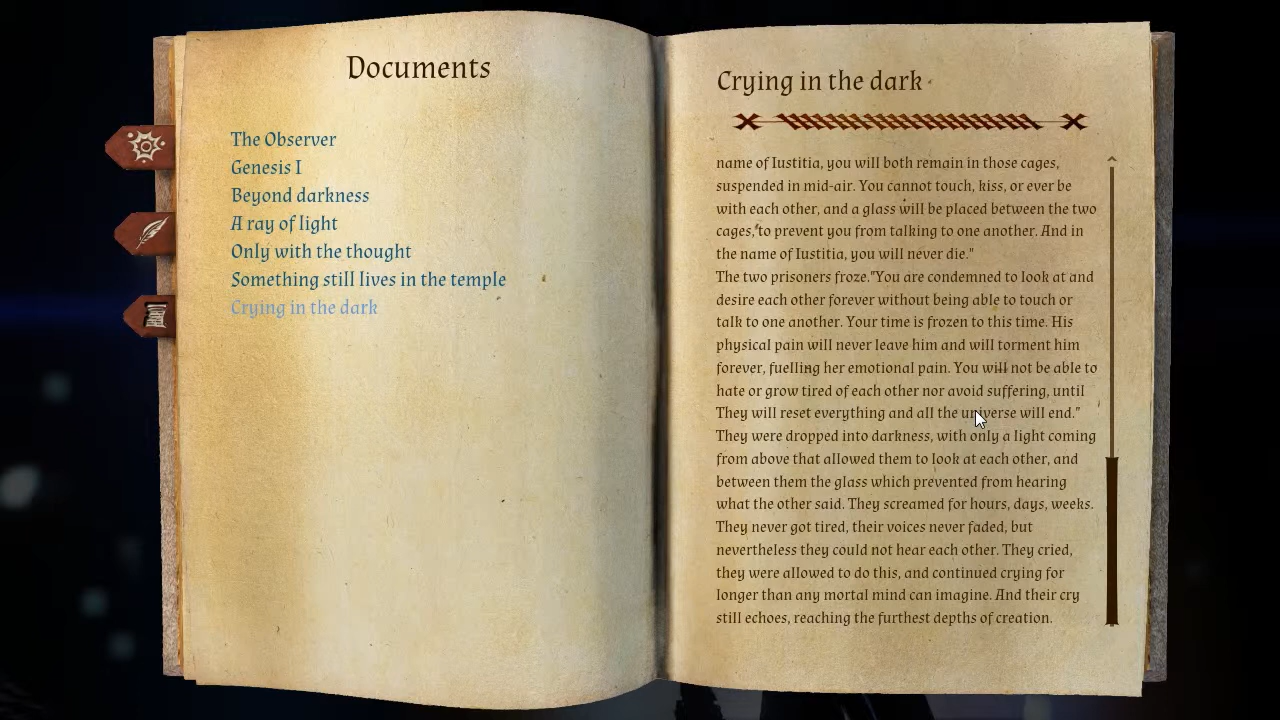 Documents
The Observer
Genesis I
Beyond darkness
A ray of light
Only with the thought
Something still lives in the temple
Crying in the dark
Crying in the dark
name of Iustitia, you will both remain in those cages,
suspended in mid-air. You cannot touch, kiss, or ever be
with each other, and a glass will be placed between the two
cages, to prevent you from talking to one another. And in
the name of Iustitia, you will never die."
The two prisoners froze."You are condemned to look at and
desire each other forever without being able to touch or
talk to one another. Your time is frozen to this time. His
physical pain will never leave him and will torment him
forever, fuelling her emotional pain. You will not be able to
hate or grow tired of each other nor avoid suffering, until
They will reset everything and all the universe will end."
They were dropped into darkness, with only a light coming
from above that allowed them to look at each other, and
between them the glass which prevented from hearing
what the other said. They screamed for hours, days, weeks.
They never got tired, their voices never faded, but
nevertheless they could not hear each other. They cried,
they were allowed to do this, and continued crying for
longer than any mortal mind can imagine. And their cry
still echoes, reaching the furthest depths of creation.